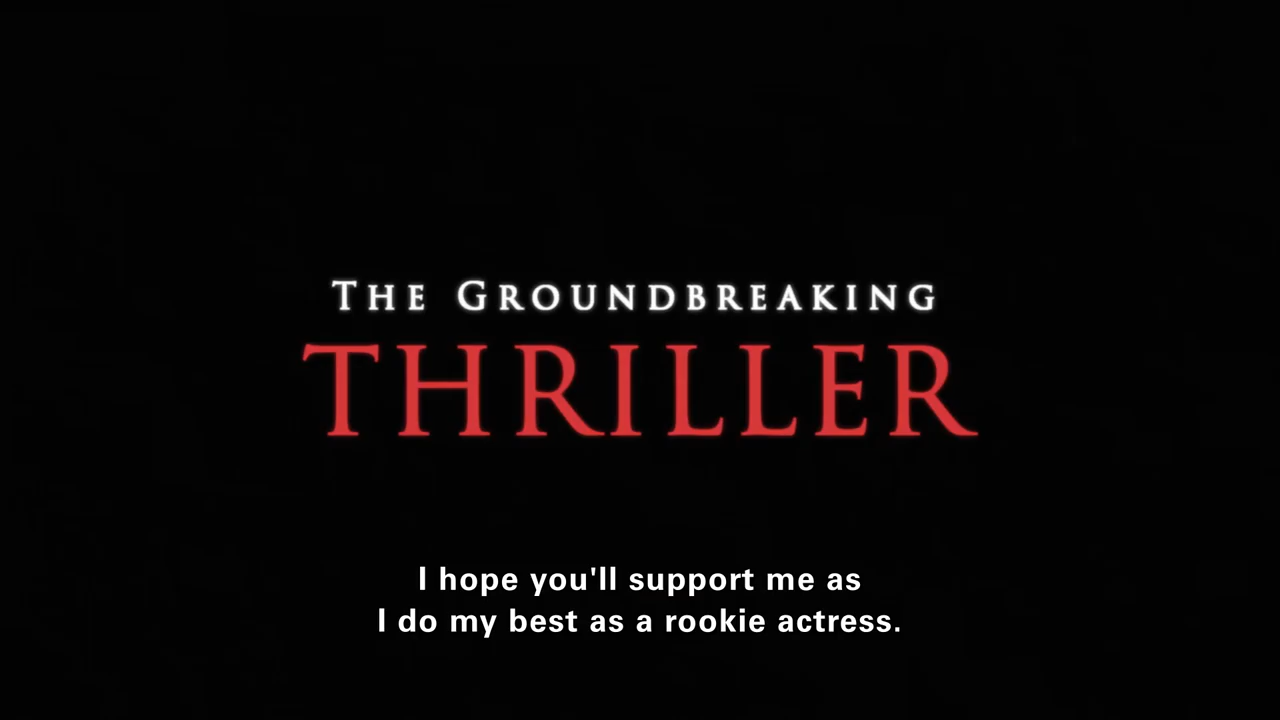 The Groundbreaking
THRILLER
I hope you'll support me as
I do my best as a rookie actress.